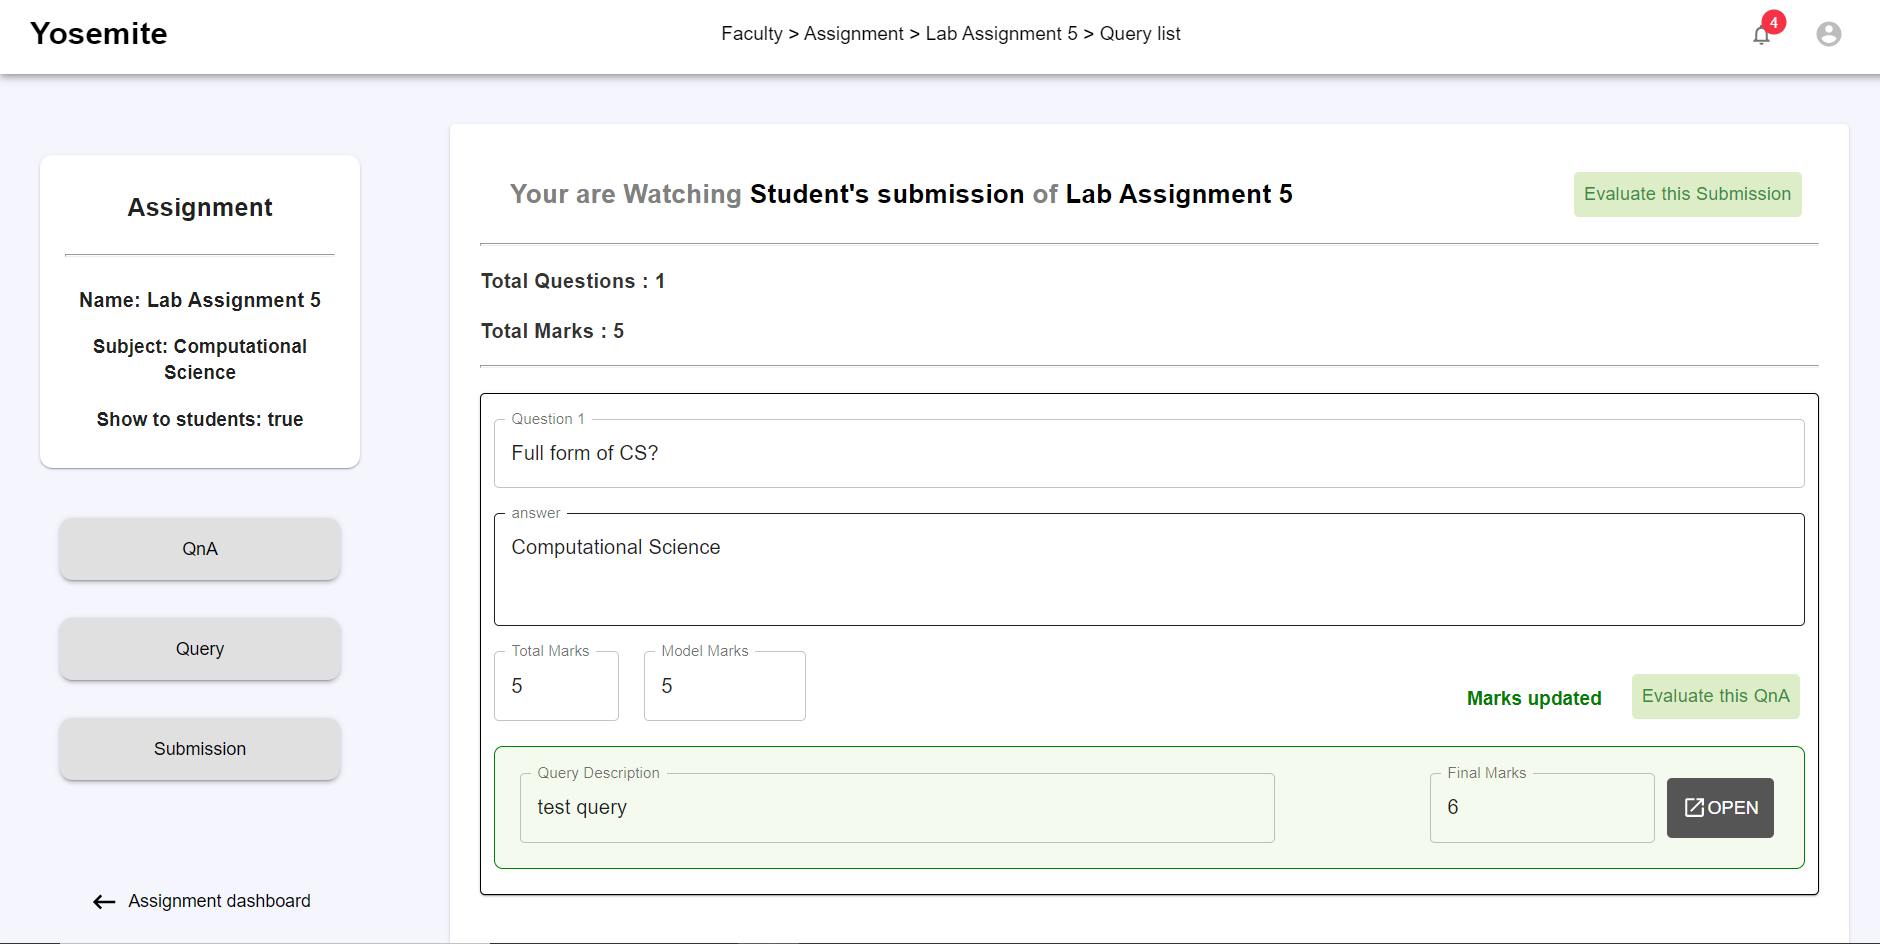 Yosemite
Faculty > Assignment > Lab Assignment 5 > Query list
4
Assignment
Name: Lab Assignment 5
Subject: Computational
Science
Show to students: true
QnA
Query
Submission
Assignment dashboard
Your are Watching Student's submission of Lab Assignment 5
Evaluate this Submission
Total Questions : 1
Total Marks : 5
Question 1
Full form of CS?
answer
Computational Science
Total Marks
5
Model Marks
5
Marks updated
Evaluate this QnA
Query Description
test query
Final Marks
6
OPEN